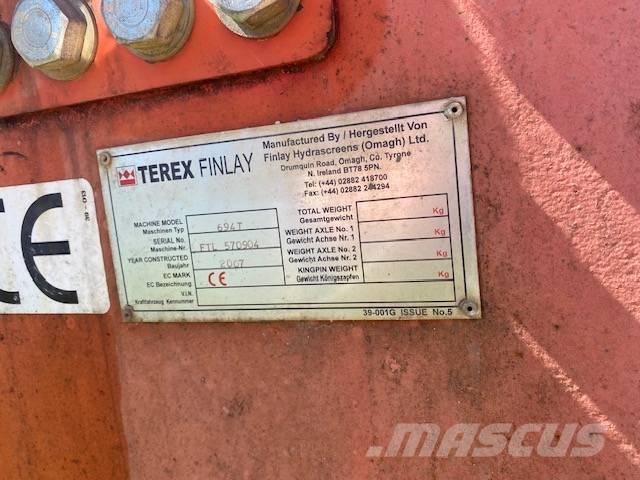 TEREX FINLAY
Manufactured By / Hergestellt Von
Finlay Hydrascreens (Omagh) Ltd.
Drumquin Road, Omagh, Co. Tyrone
N. Ireland BT78 5PN.
Tel: (+44) 02882 418700
Fax: (+44) 02882 244294
MACHINE MODEL 694T
Maschinen Typ
SERIAL No. FTL 570904
Maschine-Nr.
YEAR CONSTRUCTED 2007
Baujahr
EC MARK CE
EC Bezeichnung
V.I.N.
Kraftfahrzeug Kennummer
TOTAL WEIGHT Kg
Gesamtgewicht
WEIGHT AXLE No. 1 Kg
Gewicht Achse Nr. 1
WEIGHT AXLE No. 2 Kg
Gewicht Achse Nr. 2
KINGPIN WEIGHT Kg
Gewicht Königszapfen
39-001G ISSUE No.5
CE
.mascus